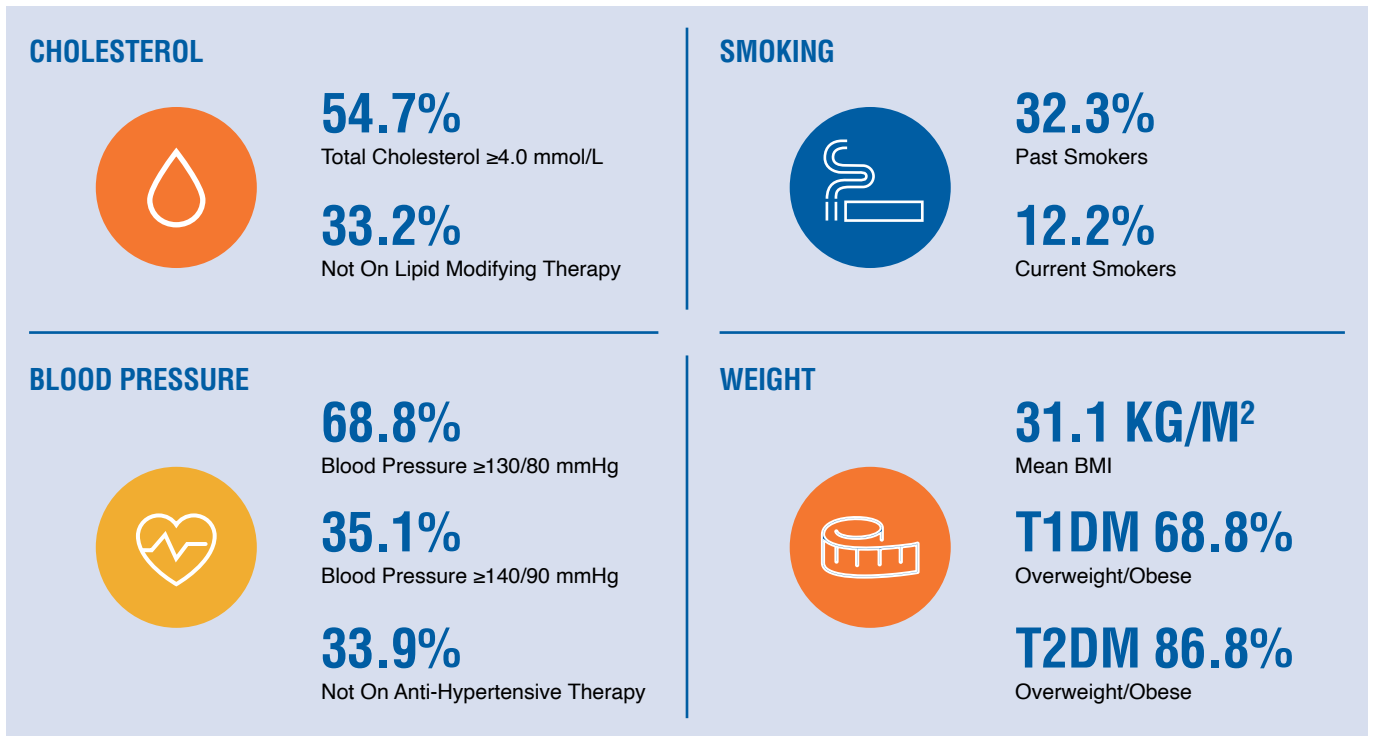 CHOLESTEROL
54.7%
Total Cholesterol ≥4.0 mmol/L
33.2%
Not On Lipid Modifying Therapy
SMOKING
32.3%
Past Smokers
12.2%
Current Smokers
BLOOD PRESSURE
68.8%
Blood Pressure ≥130/80 mmHg
35.1%
Blood Pressure ≥140/90 mmHg
33.9%
Not On Anti-Hypertensive Therapy
WEIGHT
31.1 KG/M²
Mean BMI
T1DM 68.8%
Overweight/Obese
T2DM 86.8%
Overweight/Obese